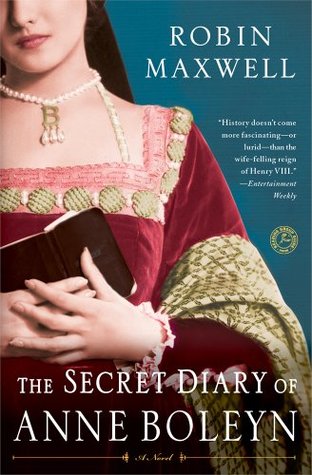 ROBIN
MAXWELL
"History doesn't come
more fascinating—or
lurid—than the
wife-felling reign
of Henry VIII."
—Entertainment
Weekly
B
THE SECRET DIARY OF
ANNE BOLEYN
A Novel